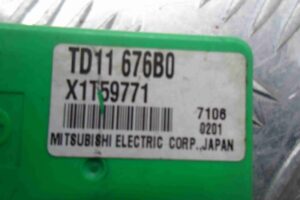 TD11 676B0
X1T59771
7106
0201
MITSUBISHI ELECTRIC CORP.,JAPAN